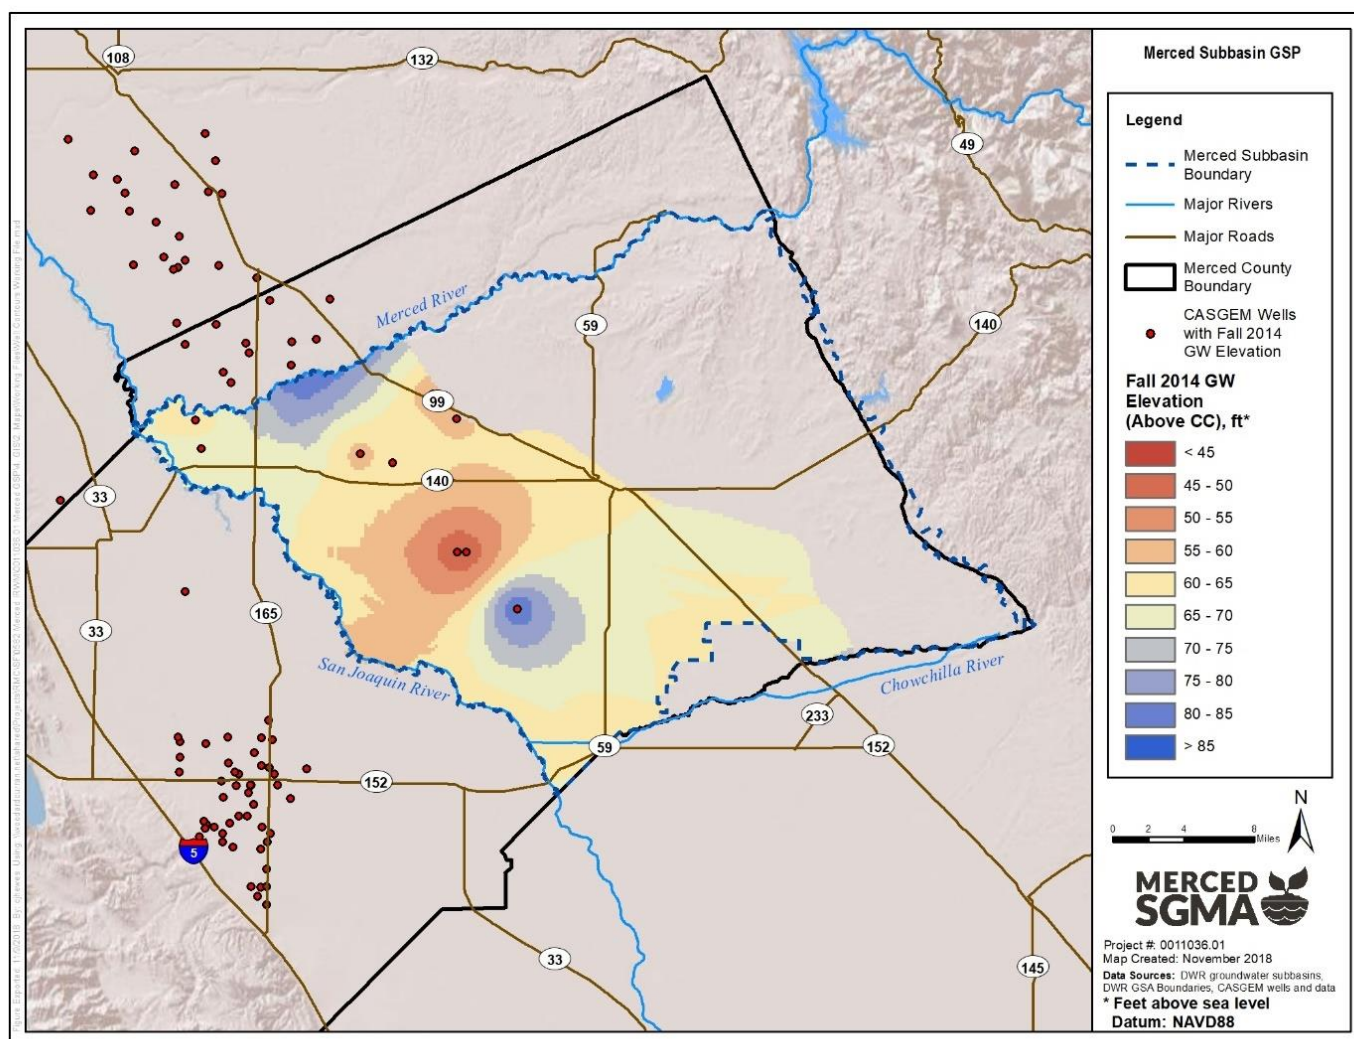 Merced Subbasin GSP
Legend
Merced Subbasin
Boundary
Major Rivers
Major Roads
Merced County
Boundary
CASGEM Wells
with Fall 2014
GW Elevation
Fall 2014 GW
Elevation
(Above CC), ft*
< 45
45 - 50
50 - 55
55 - 60
60 - 65
65 - 70
70 - 75
75 - 80
80 - 85
> 85
N
0 2 4 8 Miles
MERCED
SGMA
Project #: 0011036.01
Map Created: November 2018
Data Sources: DWR groundwater subbasins,
DWR GSA Boundaries, CASGEM wells and data
* Feet above sea level
Datum: NAVD88
108
132
49
Merced River
59
140
99
33
140
165
33
San Joaquin River
Chowchilla River
233
59
152
152
5
33
145